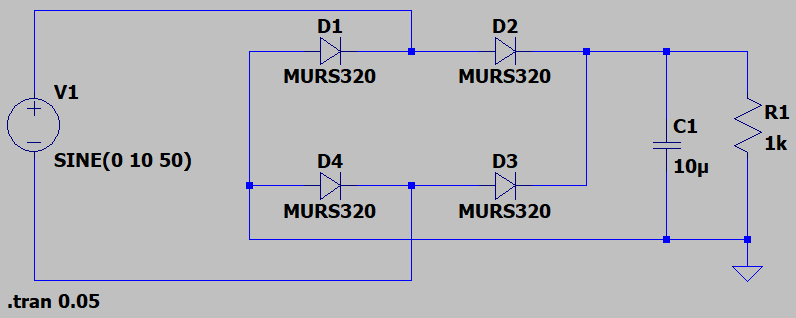 D1
D2
MURS320
MURS320
V1
SINE(0 10 50)
C1
10µ
R1
1k
D4
D3
MURS320
MURS320
.tran 0.05